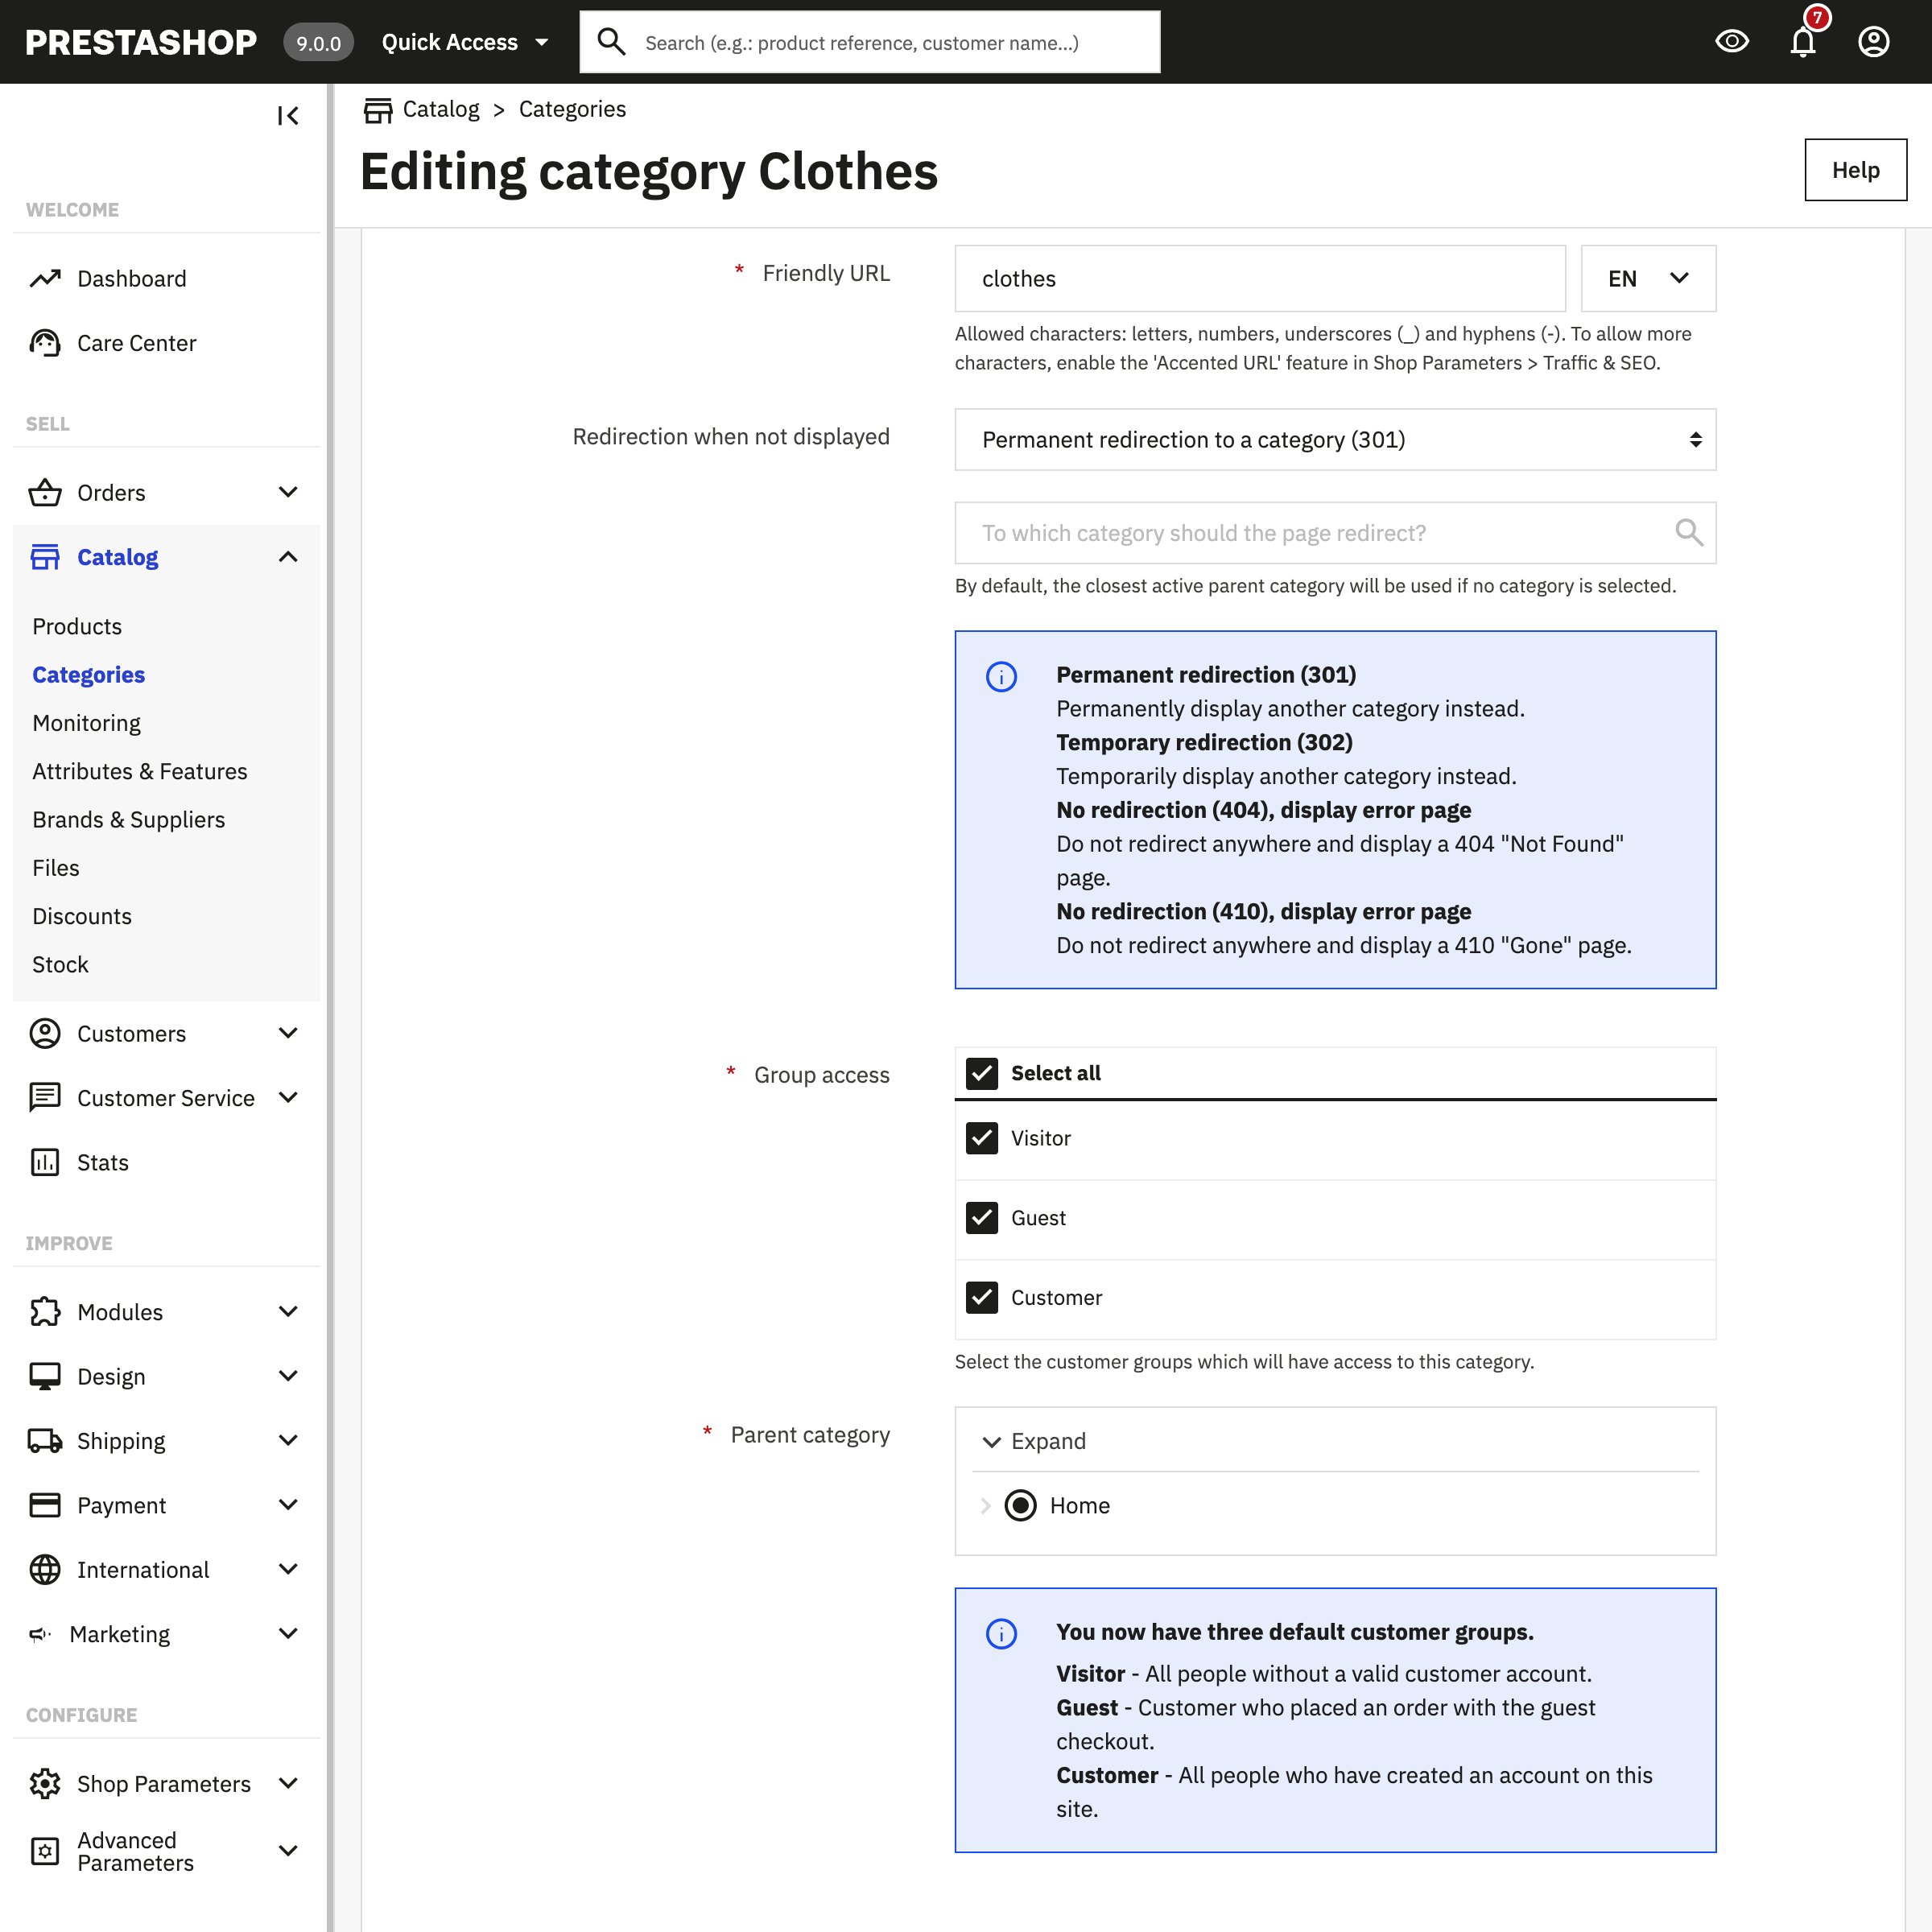 PRESTASHOP 9.0.0 Quick Access Search (e.g.: product reference, customer name...) 7
Catalog > Categories
Editing category Clothes
Help
WELCOME
Dashboard
Care Center
SELL
Orders
Catalog
Products
Categories
Monitoring
Attributes & Features
Brands & Suppliers
Files
Discounts
Stock
Customers
Customer Service
Stats
IMPROVE
Modules
Design
Shipping
Payment
International
Marketing
CONFIGURE
Shop Parameters
Advanced
Parameters
* Friendly URL
clothes
EN
Allowed characters: letters, numbers, underscores (_) and hyphens (-). To allow more
characters, enable the 'Accented URL' feature in Shop Parameters > Traffic & SEO.
Redirection when not displayed
Permanent redirection to a category (301)
To which category should the page redirect?
By default, the closest active parent category will be used if no category is selected.
Permanent redirection (301)
Permanently display another category instead.
Temporary redirection (302)
Temporarily display another category instead.
No redirection (404), display error page
Do not redirect anywhere and display a 404 "Not Found"
page.
No redirection (410), display error page
Do not redirect anywhere and display a 410 "Gone" page.
* Group access
Select all
Visitor
Guest
Customer
Select the customer groups which will have access to this category.
* Parent category
Expand
Home
You now have three default customer groups.
Visitor - All people without a valid customer account.
Guest - Customer who placed an order with the guest
checkout.
Customer - All people who have created an account on this
site.